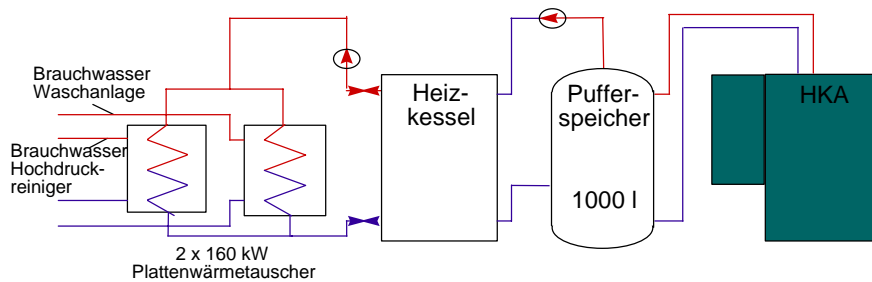 Brauchwasser
Waschanlage
Brauchwasser
Hochdruck-
reiniger
2 x 160 kW
Plattenwärmetauscher
Heiz-
kessel
Puffer-
speicher
1000 l
HKA